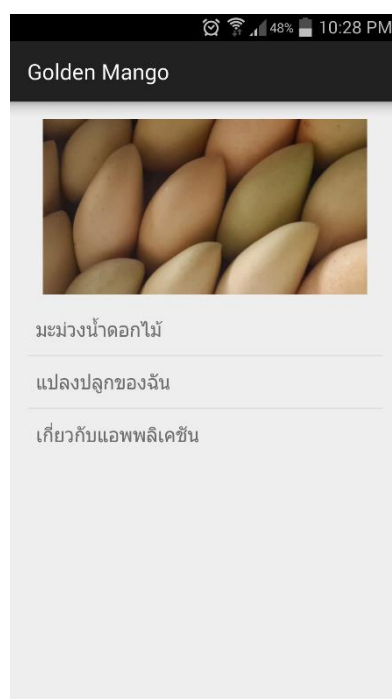 48% 10:28 PM
Golden Mango
มะม่วงน้ำดอกไม้
แปลงปลูกของฉัน
เกี่ยวกับแอพพลิเคชัน